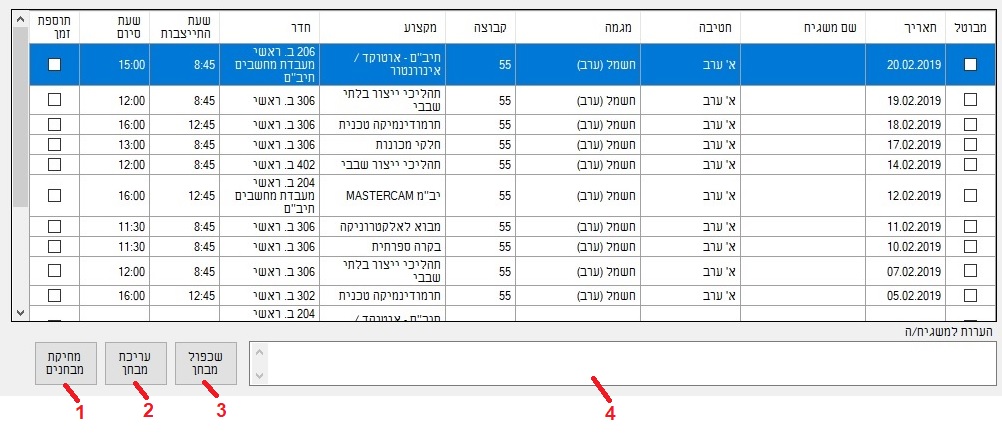 מבוטל תאריך שם משגיח חטיבה מגמה קבוצה מקצוע חדר שעת התייצבות שעת סיום תוספת זמן
20.02.2019 א' ערב חשמל (ערב) 55 תיב"ם - אוטוקד / אינוונטור 206 ב. ראשי מעבדת מחשבים תיב"ם 8:45 15:00
19.02.2019 א' ערב חשמל (ערב) 55 תהליכי ייצור בלתי שבבי 306 ב. ראשי 8:45 12:00
18.02.2019 א' ערב חשמל (ערב) 55 תרמודינמיקה טכנית 306 ב. ראשי 12:45 16:00
17.02.2019 א' ערב חשמל (ערב) 55 חלקי מכונות 306 ב. ראשי 8:45 13:00
14.02.2019 א' ערב חשמל (ערב) 55 תהליכי ייצור שבבי 402 ב. ראשי 8:45 12:00
12.02.2019 א' ערב חשמל (ערב) 55 יב"מ MASTERCAM 204 ב. ראשי מעבדת מחשבים תיב"ם 12:45 16:00
11.02.2019 א' ערב חשמל (ערב) 55 מבוא לאלקטרוניקה 306 ב. ראשי 8:45 11:30
10.02.2019 א' ערב חשמל (ערב) 55 בקרה ספרתית 306 ב. ראשי 8:45 11:30
07.02.2019 א' ערב חשמל (ערב) 55 תהליכי ייצור בלתי שבבי 306 ב. ראשי 8:45 12:00
05.02.2019 א' ערב חשמל (ערב) 55 תרמודינמיקה טכנית 302 ב. ראשי 12:45 16:00
תיב"ם - אוטוקד / 204 ב. ראשי
הערות למשגיח/ה
שכפול מבחן
עריכת מבחן
מחיקת מבחנים
4
3
2
1